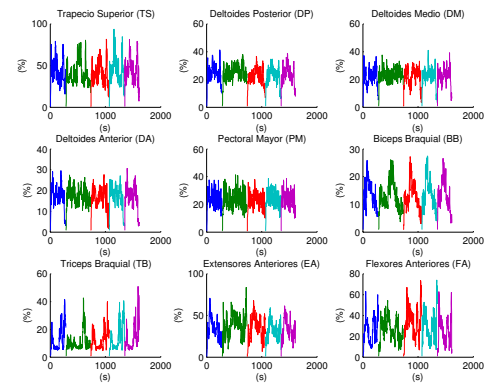 Trapecio Superior (TS)
100
50
0
(%)
0 1000 2000
(s)
Deltoides Posterior (DP)
60
40
20
0
(%)
0 1000 2000
(s)
Deltoides Medio (DM)
60
40
20
0
(%)
0 1000 2000
(s)
Deltoides Anterior (DA)
40
30
20
10
0
(%)
0 1000 2000
(s)
Pectoral Mayor (PM)
60
40
20
0
(%)
0 1000 2000
(s)
Biceps Braquial (BB)
30
20
10
0
(%)
0 1000 2000
(s)
Triceps Braquial (TB)
60
40
20
0
(%)
0 1000 2000
(s)
Extensores Anteriores (EA)
100
50
0
(%)
0 1000 2000
(s)
Flexores Anteriores (FA)
80
60
40
20
0
(%)
0 1000 2000
(s)